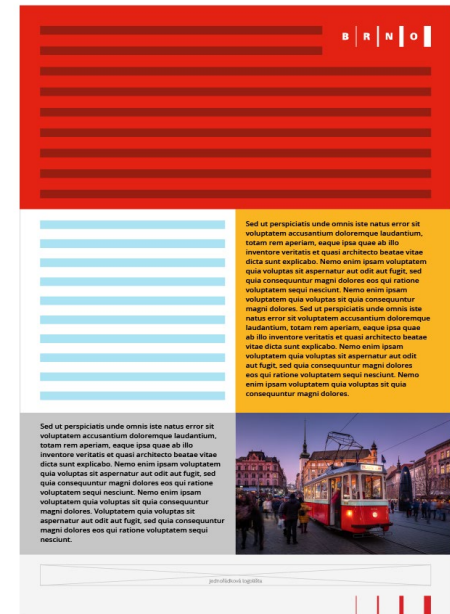 B R N O
Sed ut perspiciatis unde omnis iste natus error sit
voluptatem accusantium doloremque laudantium,
totam rem aperiam, eaque ipsa quae ab illo
inventore veritatis et quasi architecto beatae vitae
dicta sunt explicabo. Nemo enim ipsam voluptatem
quia voluptas sit aspernatur aut odit aut fugit, sed
quia consequuntur magni dolores eos qui ratione
voluptatem sequi nesciunt. Nemo enim ipsam
voluptatem quia voluptas sit quia consequuntur
magni dolores. Sed ut perspiciatis unde omnis iste
natus error sit voluptatem accusantium doloremque
laudantium, totam rem aperiam, eaque ipsa quae
ab illo inventore veritatis et quasi architecto beatae
vitae dicta sunt explicabo. Nemo enim ipsam
voluptatem quia voluptas sit aspernatur aut odit
aut fugit, sed quia consequuntur magni dolores
eos qui ratione voluptatem sequi nesciunt. Nemo
enim ipsam voluptatem quia voluptas sit quia
consequuntur magni dolores.
Sed ut perspiciatis unde omnis iste natus error sit
voluptatem accusantium doloremque laudantium,
totam rem aperiam, eaque ipsa quae ab illo
inventore veritatis et quasi architecto beatae vitae
dicta sunt explicabo. Nemo enim ipsam voluptatem
quia voluptas sit aspernatur aut odit aut fugit, sed
quia consequuntur magni dolores eos qui ratione
voluptatem sequi nesciunt. Nemo enim ipsam
voluptatem quia voluptas sit quia consequuntur
magni dolores. Voluptatem quia voluptas sit
aspernatur aut odit aut fugit, sed quia consequuntur
magni dolores eos qui ratione voluptatem sequi
nesciunt.
jednořádková logolišta